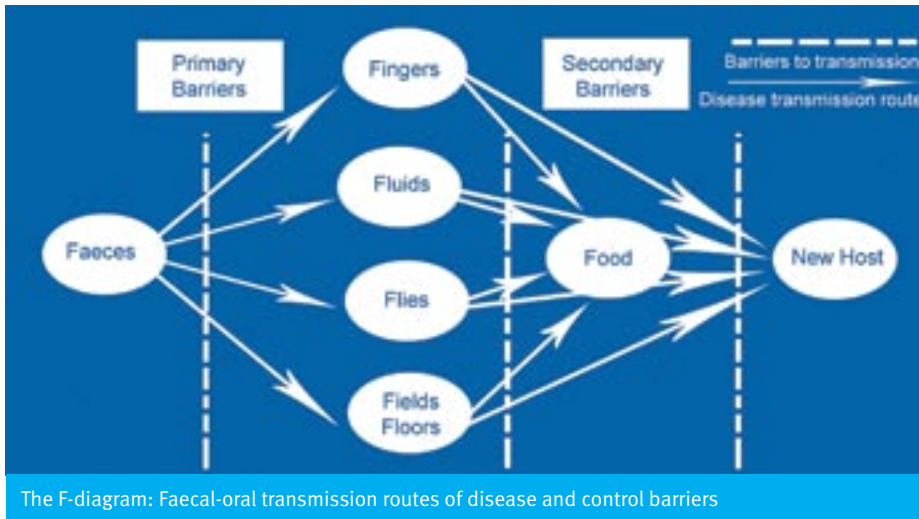 Primary
Barriers
Fingers
Secondary
Barriers
Barriers to transmission
Disease transmission route
Fluids
Faeces
Food
New Host
Flies
Fields
Floors
The F-diagram: Faecal-oral transmission routes of disease and control barriers